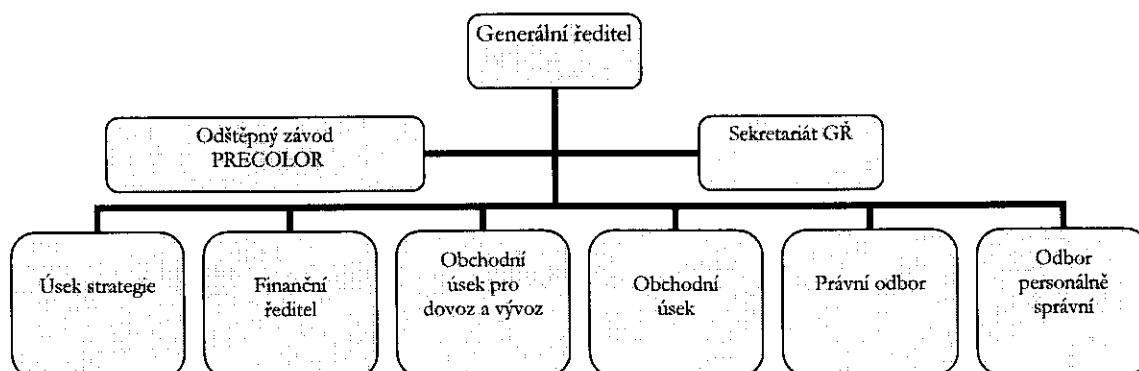 Generální ředitel
Odštěpný závod
PRECOLOR
Sekretariát GŘ
Úsek strategie
Finanční
ředitel
Obchodní
úsek pro
dovoz a vývoz
Obchodní
úsek
Právní odbor
Odbor
personálně
správní